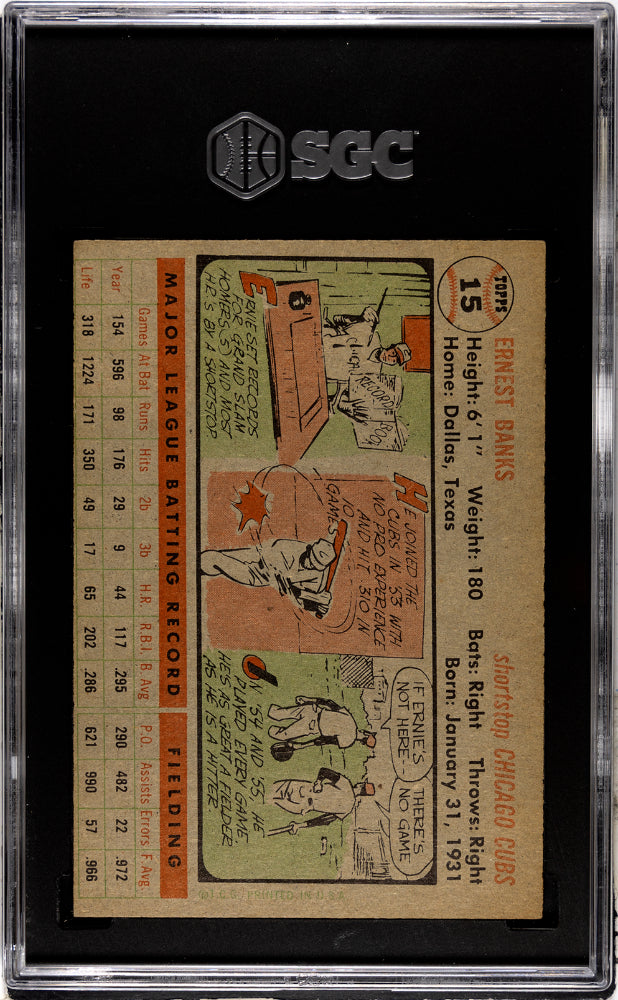 SGC
TOPPS
15
ERNEST BANKS
shortstop CHICAGO CUBS
Height: 6' 1" Weight: 180 Bats: Right Throws: Right
Home: Dallas, Texas Born: January 31, 1931
RECORD
BOOK
ERNIE SET RECORDS
FOR GRAND SLAM
HOMERS, 5) AND MOST
HR'S BY A SHORTSTOP
HE JOINED THE
CUBS IN '53 WITH
NO PRO EXPERIENCE
AND HIT .310 IN
10
GAMES
IF ERNIE'S
NOT HERE-
THERE'S
NO GAME
IN '54 AND '55, HE
PLAYED EVERY GAME
HE'S AS GREAT A FIELDER
AS HE IS A HITTER
MAJOR LEAGUE BATTING RECORD FIELDING
Games At Bat Runs Hits 2b 3b H.R. R.B.I. B. Avg P.O. Assists Errors F. Avg
Year 154 596 98 176 29 9 44 117 .295 290 482 22 .972
Life 318 1224 171 350 49 17 65 202 .286 621 990 57 .966
T.C.G. PRINTED IN U.S.A.